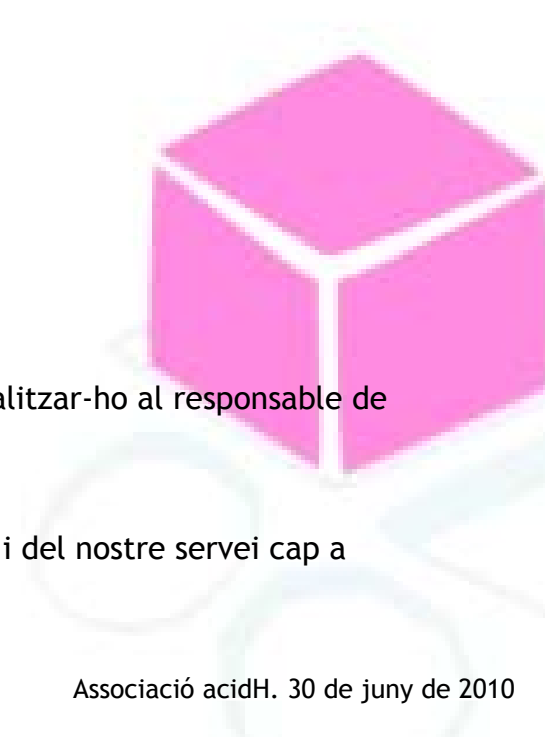 alitzar-ho al responsable de
i del nostre servei cap a
Associació acidH. 30 de juny de 2010